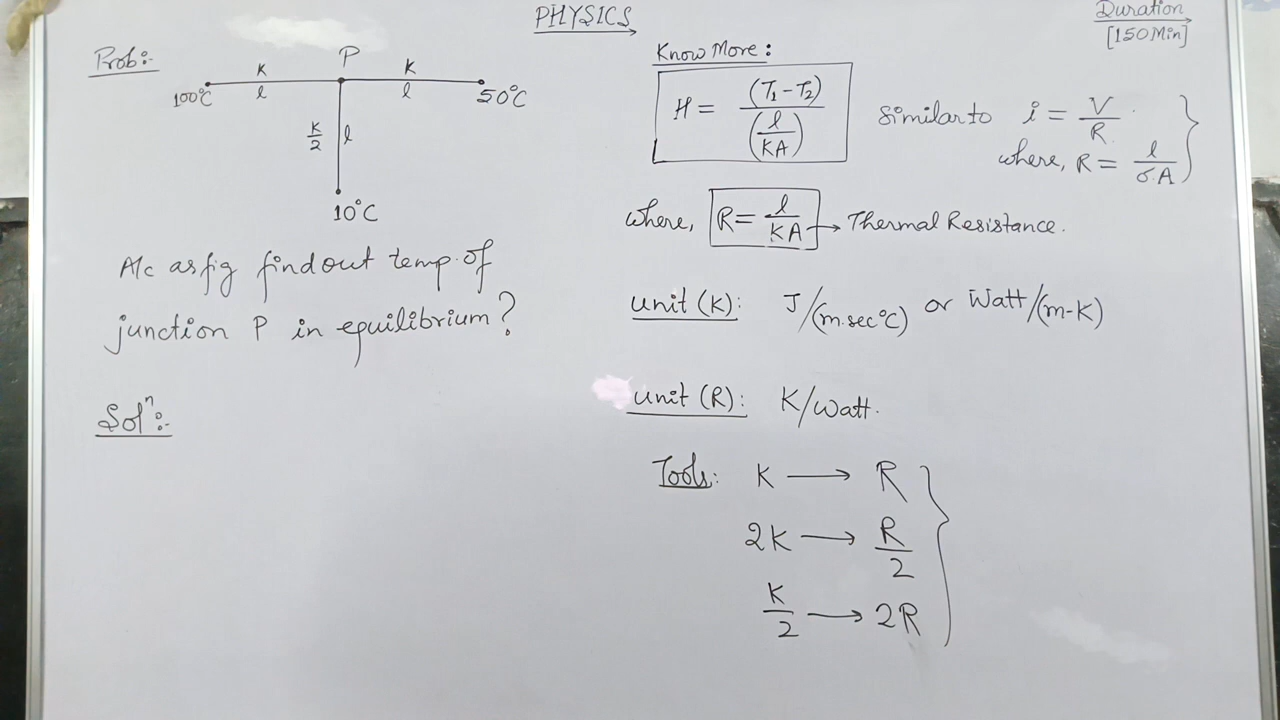 PHYSICS
Duration
[150 Min]
Prob:-
P
K K
100°C l l 50°C
K/2 l
10°C
A/c as fig find out temp. of
junction P in equilibrium?
Solⁿ:-
Know More:
H = (T₁ - T₂) / (l / KA) Similar to i = V/R
where, R = l / σ.A
where, R = l / KA → Thermal Resistance.
unit (K): J/(m.sec°C) or Watt/(m-K)
unit (R): K/Watt.
Tools: K → R
2K → R/2
K/2 → 2R